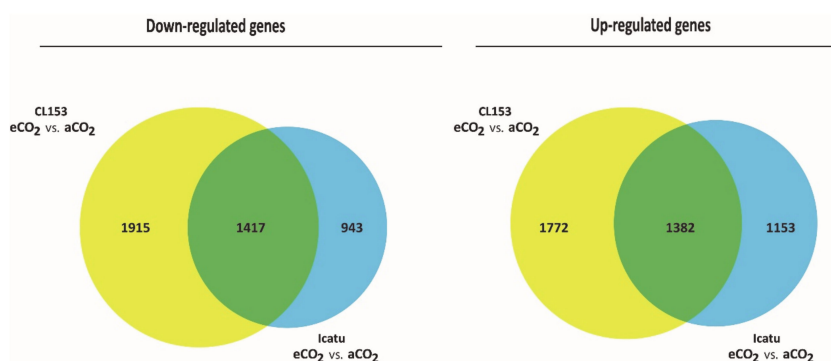 Down-regulated genes
CL153
eCO₂ vs. aCO₂
1915
1417
943
Icatu
eCO₂ vs. aCO₂
Up-regulated genes
CL153
eCO₂ vs. aCO₂
1772
1382
1153
Icatu
eCO₂ vs. aCO₂